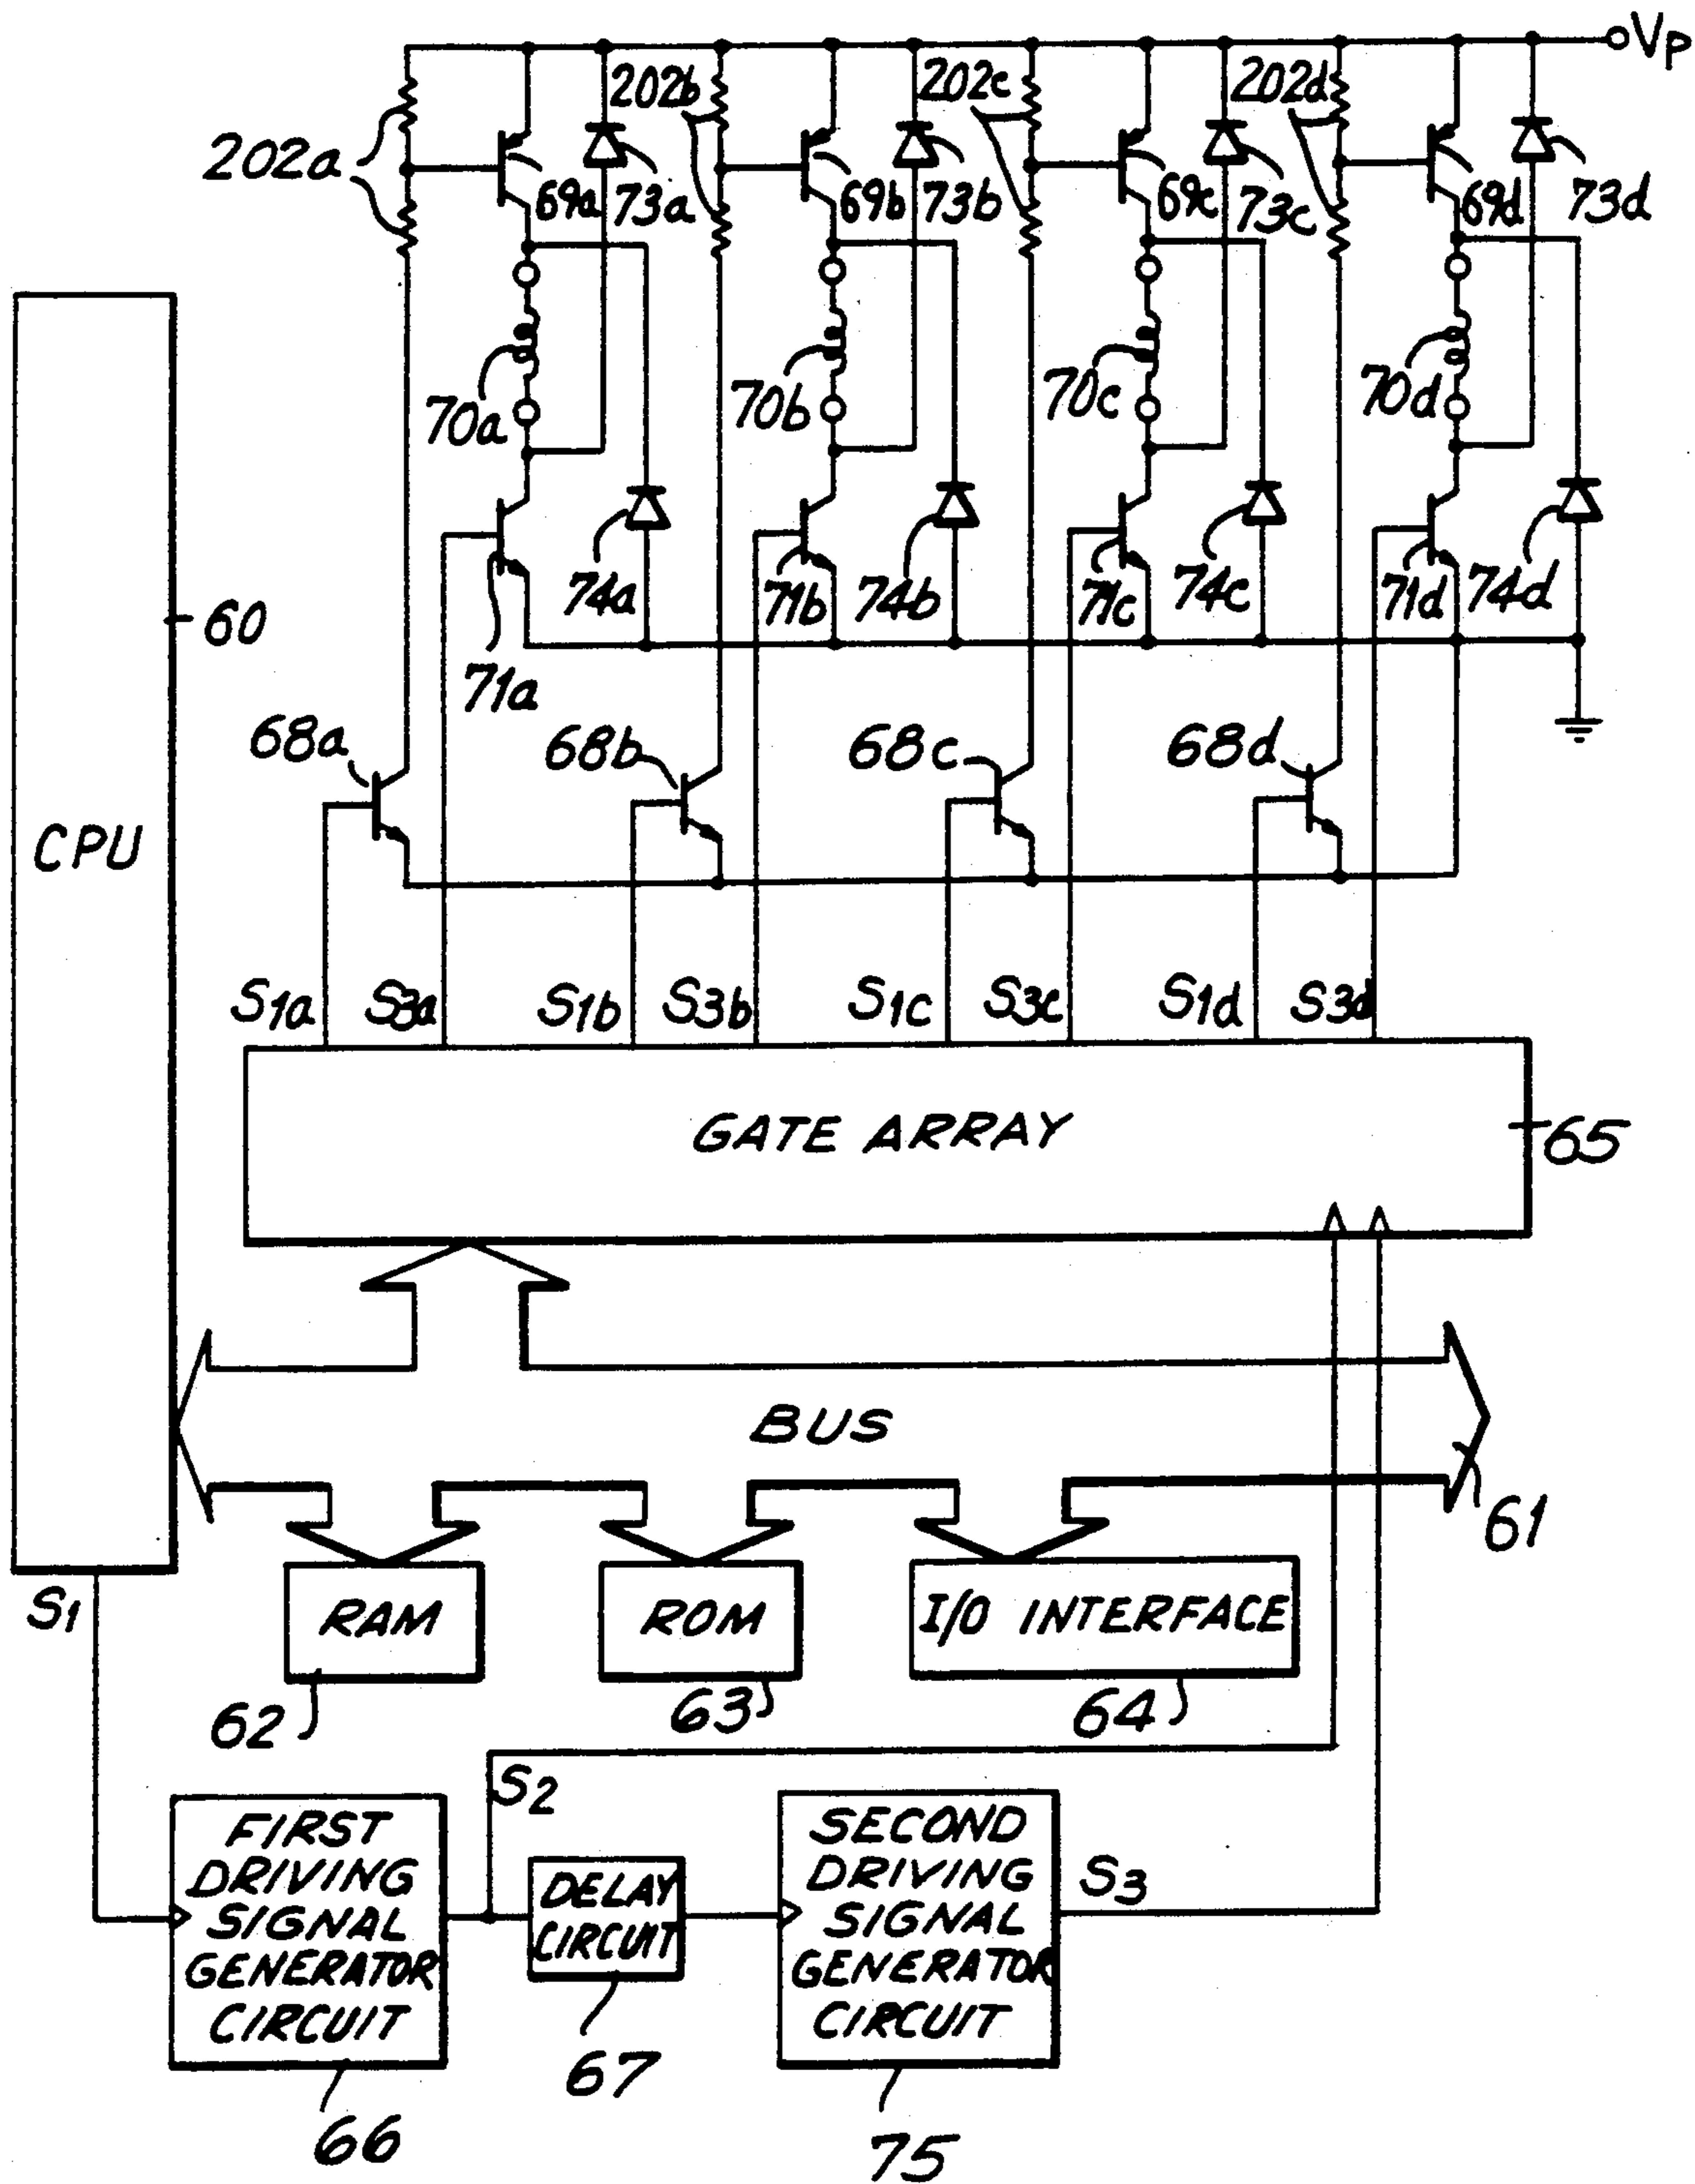 Vp
202a
202b
202c
202d
69a
73a
69b
73b
69c
73c
69d
73d
70a
70b
70c
70d
74a
71b
74b
71c
74c
71d
74d
60
71a
68a
68b
68c
68d
CPU
S1a
S3a
S1b
S3b
S1c
S3c
S1d
S3d
GATE ARRAY
65
BUS
61
S1
RAM
ROM
I/O INTERFACE
62
63
64
S2
FIRST
DRIVING
SIGNAL
GENERATOR
CIRCUIT
DELAY
CIRCUIT
SECOND
DRIVING
SIGNAL
GENERATOR
CIRCUIT
S3
66
67
75